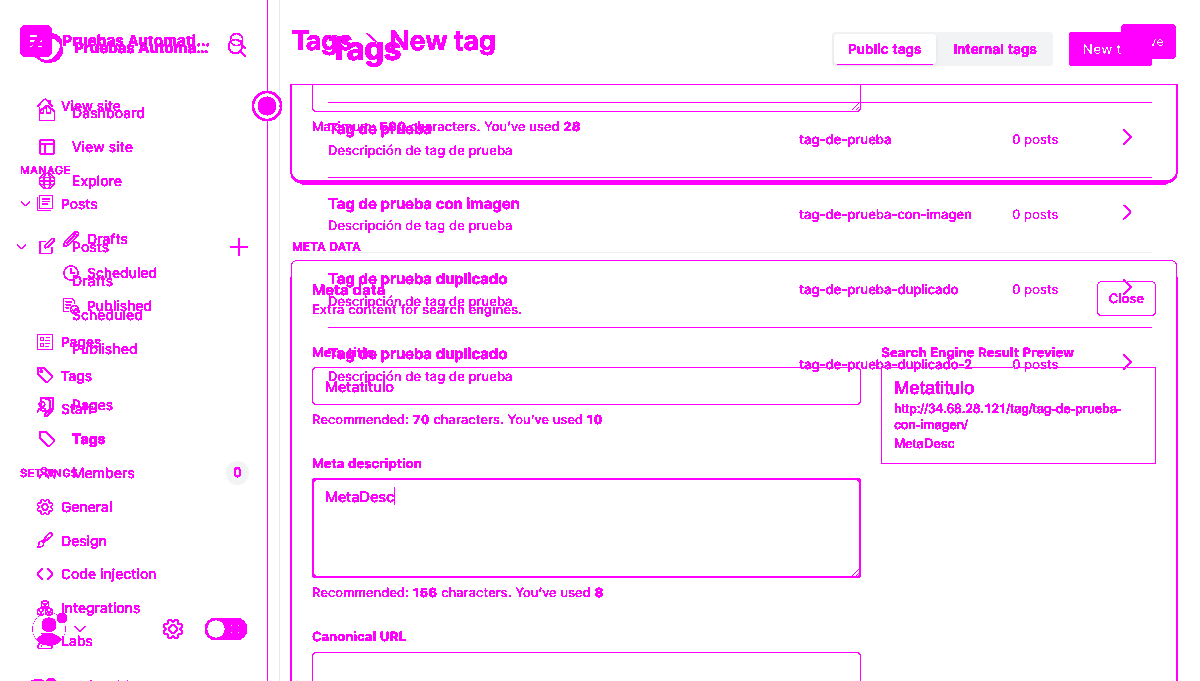 Pruebas Automati...
Pruebas Automa...
Tags
Tags > New tag
Public tags
Internal tags
New t
ve
View site
Dashboard
View site
MANAGE
Explore
Posts
Drafts
Posts
Scheduled
Drafts
Published
Scheduled
Pages
Published
Tags
Staff
Pages
Tags
SETTINGS
Members
0
General
Design
Code injection
Integrations
Labs
Maximum: 500 characters. You've used 28
Tag de prueba
Descripción de tag de prueba
tag-de-prueba
0 posts
Tag de prueba con imagen
Descripción de tag de prueba
tag-de-prueba-con-imagen
0 posts
META DATA
Tag de prueba duplicado
Descripción de tag de prueba
tag-de-prueba-duplicado
0 posts
Meta data
Extra content for search engines.
Close
Tag de prueba duplicado
Descripción de tag de prueba
tag-de-prueba-duplicado-2
0 posts
Meta title
Metatitulo
Recommended: 70 characters. You've used 10
Search Engine Result Preview
Metatitulo
http://34.68.28.121/tag/tag-de-prueba-
con-imagen/
MetaDesc
Meta description
MetaDesc
Recommended: 156 characters. You've used 8
Canonical URL